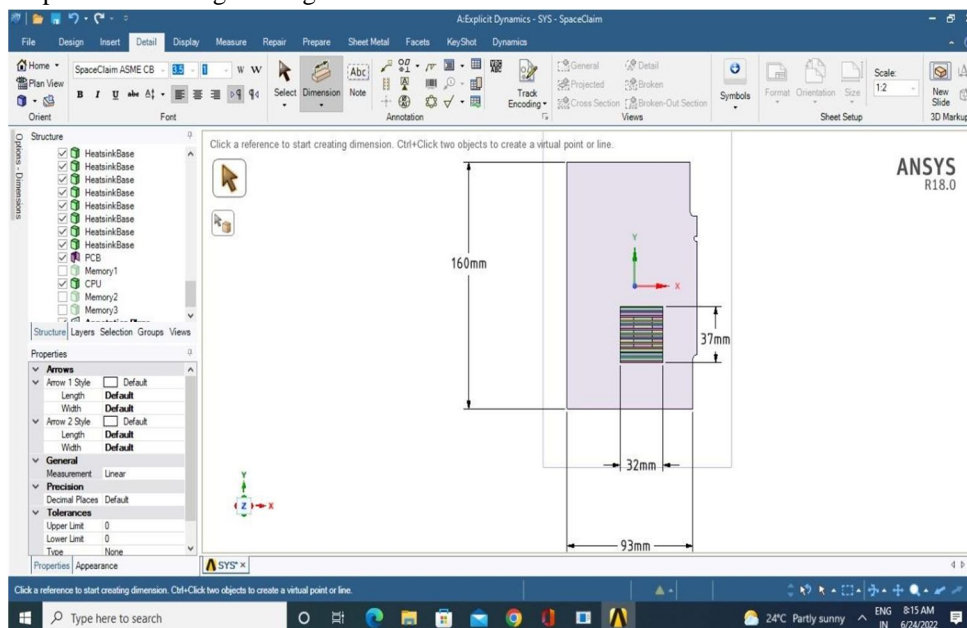 A:Explicit Dynamics - SYS - SpaceClaim
File Design Insert Detail Display Measure Repair Prepare Sheet Metal Facets KeyShot Dynamics
Home
Plan View
Orient
SpaceClaim ASME CB 3.5 1 W W
B I U abc
Font
Select Dimension Note
Abc
Annotation
Track Encoding
General Detail
Projected Broken
Cross Section Broken-Out Section
Views
Symbols
Format Orientation Size
Scale:
1:2
Sheet Setup
New Slide
3D Markup
Options - Dimensions
Structure
HeatsinkBase
HeatsinkBase
HeatsinkBase
HeatsinkBase
HeatsinkBase
HeatsinkBase
HeatsinkBase
HeatsinkBase
PCB
Memory1
CPU
Memory2
Memory3
Structure Layers Selection Groups Views
Properties
Arrows
Arrow 1 Style Default
Length Default
Width Default
Arrow 2 Style Default
Length Default
Width Default
General
Measurement Linear
Precision
Decimal Places Default
Tolerances
Upper Limit 0
Lower Limit 0
Type None
Properties Appearance
Click a reference to start creating dimension. Ctrl+Click two objects to create a virtual point or line.
ANSYS
R18.0
160mm
Y
X
37mm
32mm
93mm
Y
Z X
SYS*
Click a reference to start creating dimension. Ctrl+Click two objects to create a virtual point or line.
Type here to search
24°C Partly sunny
ENG
IN
8:15 AM
6/24/2022